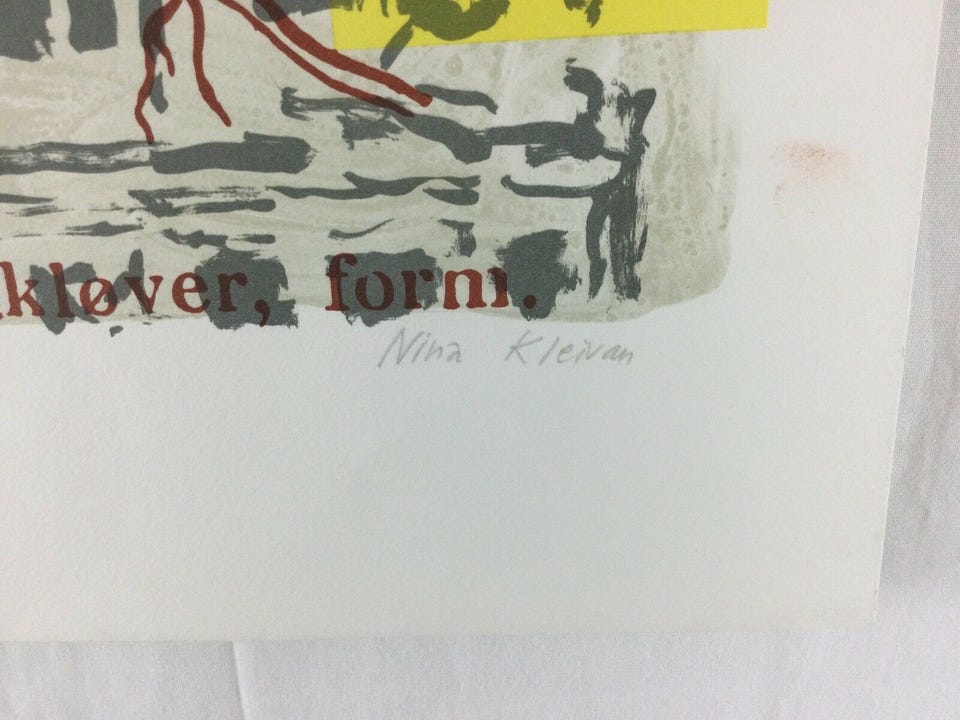 kløver, form.
Nina Kleivan